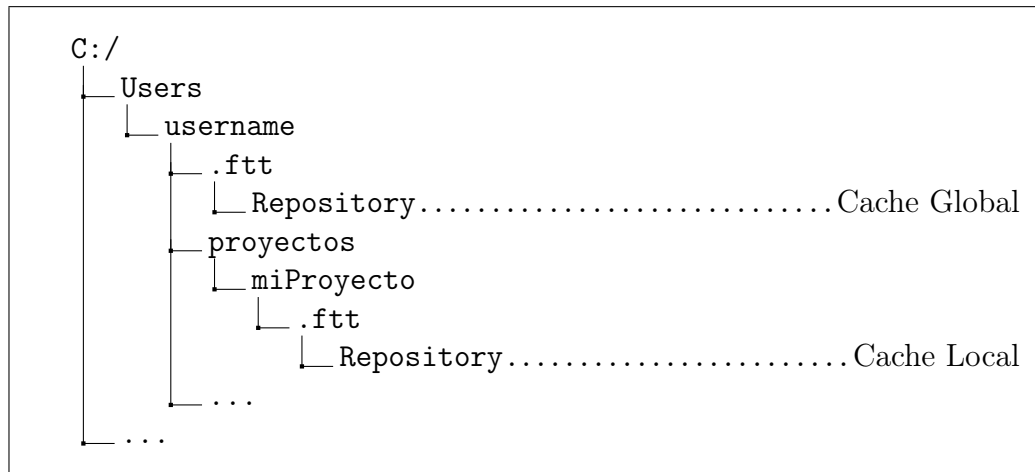 C:/
Users
username
.ftt
Repository.............................Cache Global
proyectos
miProyecto
.ftt
Repository........................Cache Local
...
...